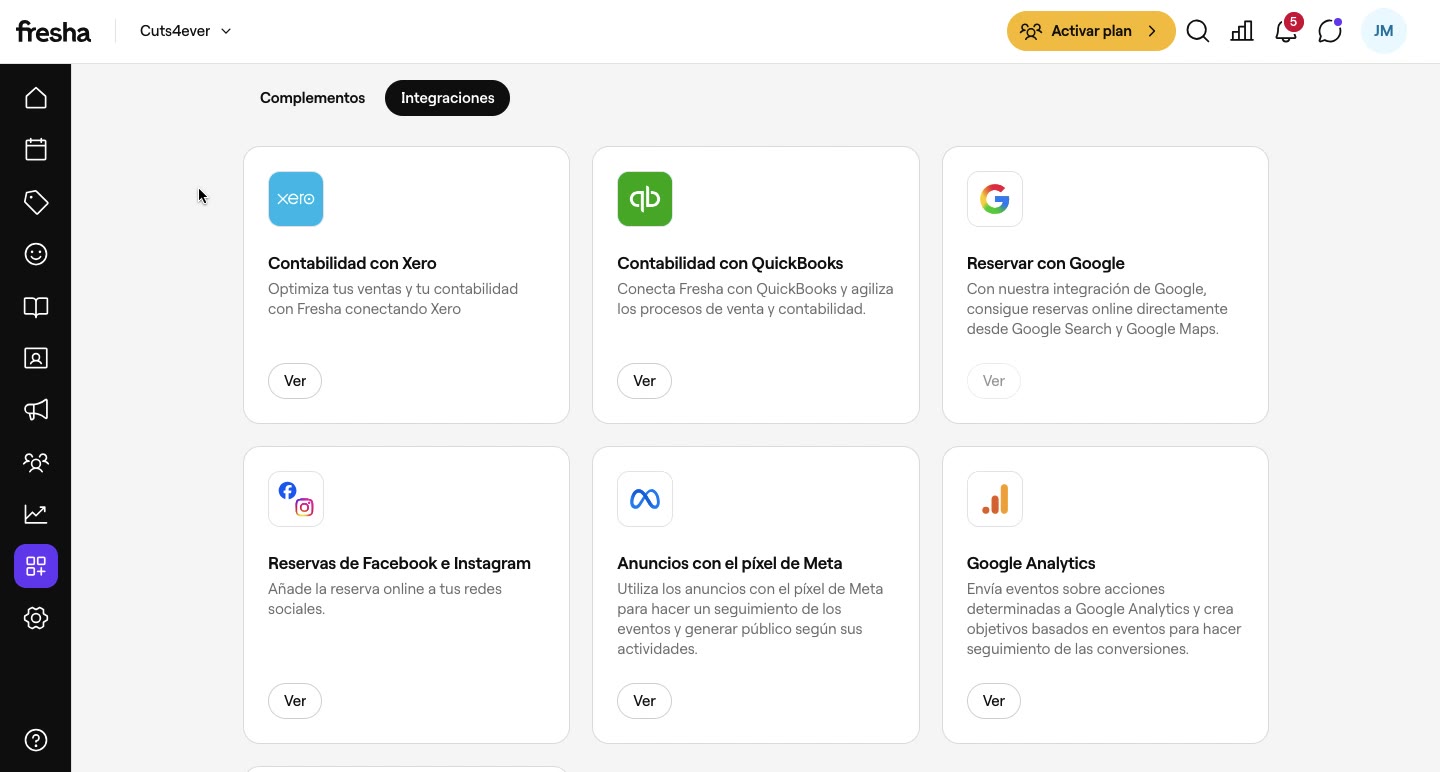 fresha
Cuts4ever
Activar plan
5
JM
Complementos
Integraciones
xero
qb
Contabilidad con Xero
Optimiza tus ventas y tu contabilidad
con Fresha conectando Xero
Ver
Contabilidad con QuickBooks
Conecta Fresha con QuickBooks y agiliza
los procesos de venta y contabilidad.
Ver
Reservar con Google
Con nuestra integración de Google,
consigue reservas online directamente
desde Google Search y Google Maps.
Ver
Reservas de Facebook e Instagram
Añade la reserva online a tus redes
sociales.
Ver
Anuncios con el píxel de Meta
Utiliza los anuncios con el píxel de Meta
para hacer un seguimiento de los
eventos y generar público según sus
actividades.
Ver
Google Analytics
Envía eventos sobre acciones
determinadas a Google Analytics y crea
objetivos basados en eventos para hacer
seguimiento de las conversiones.
Ver